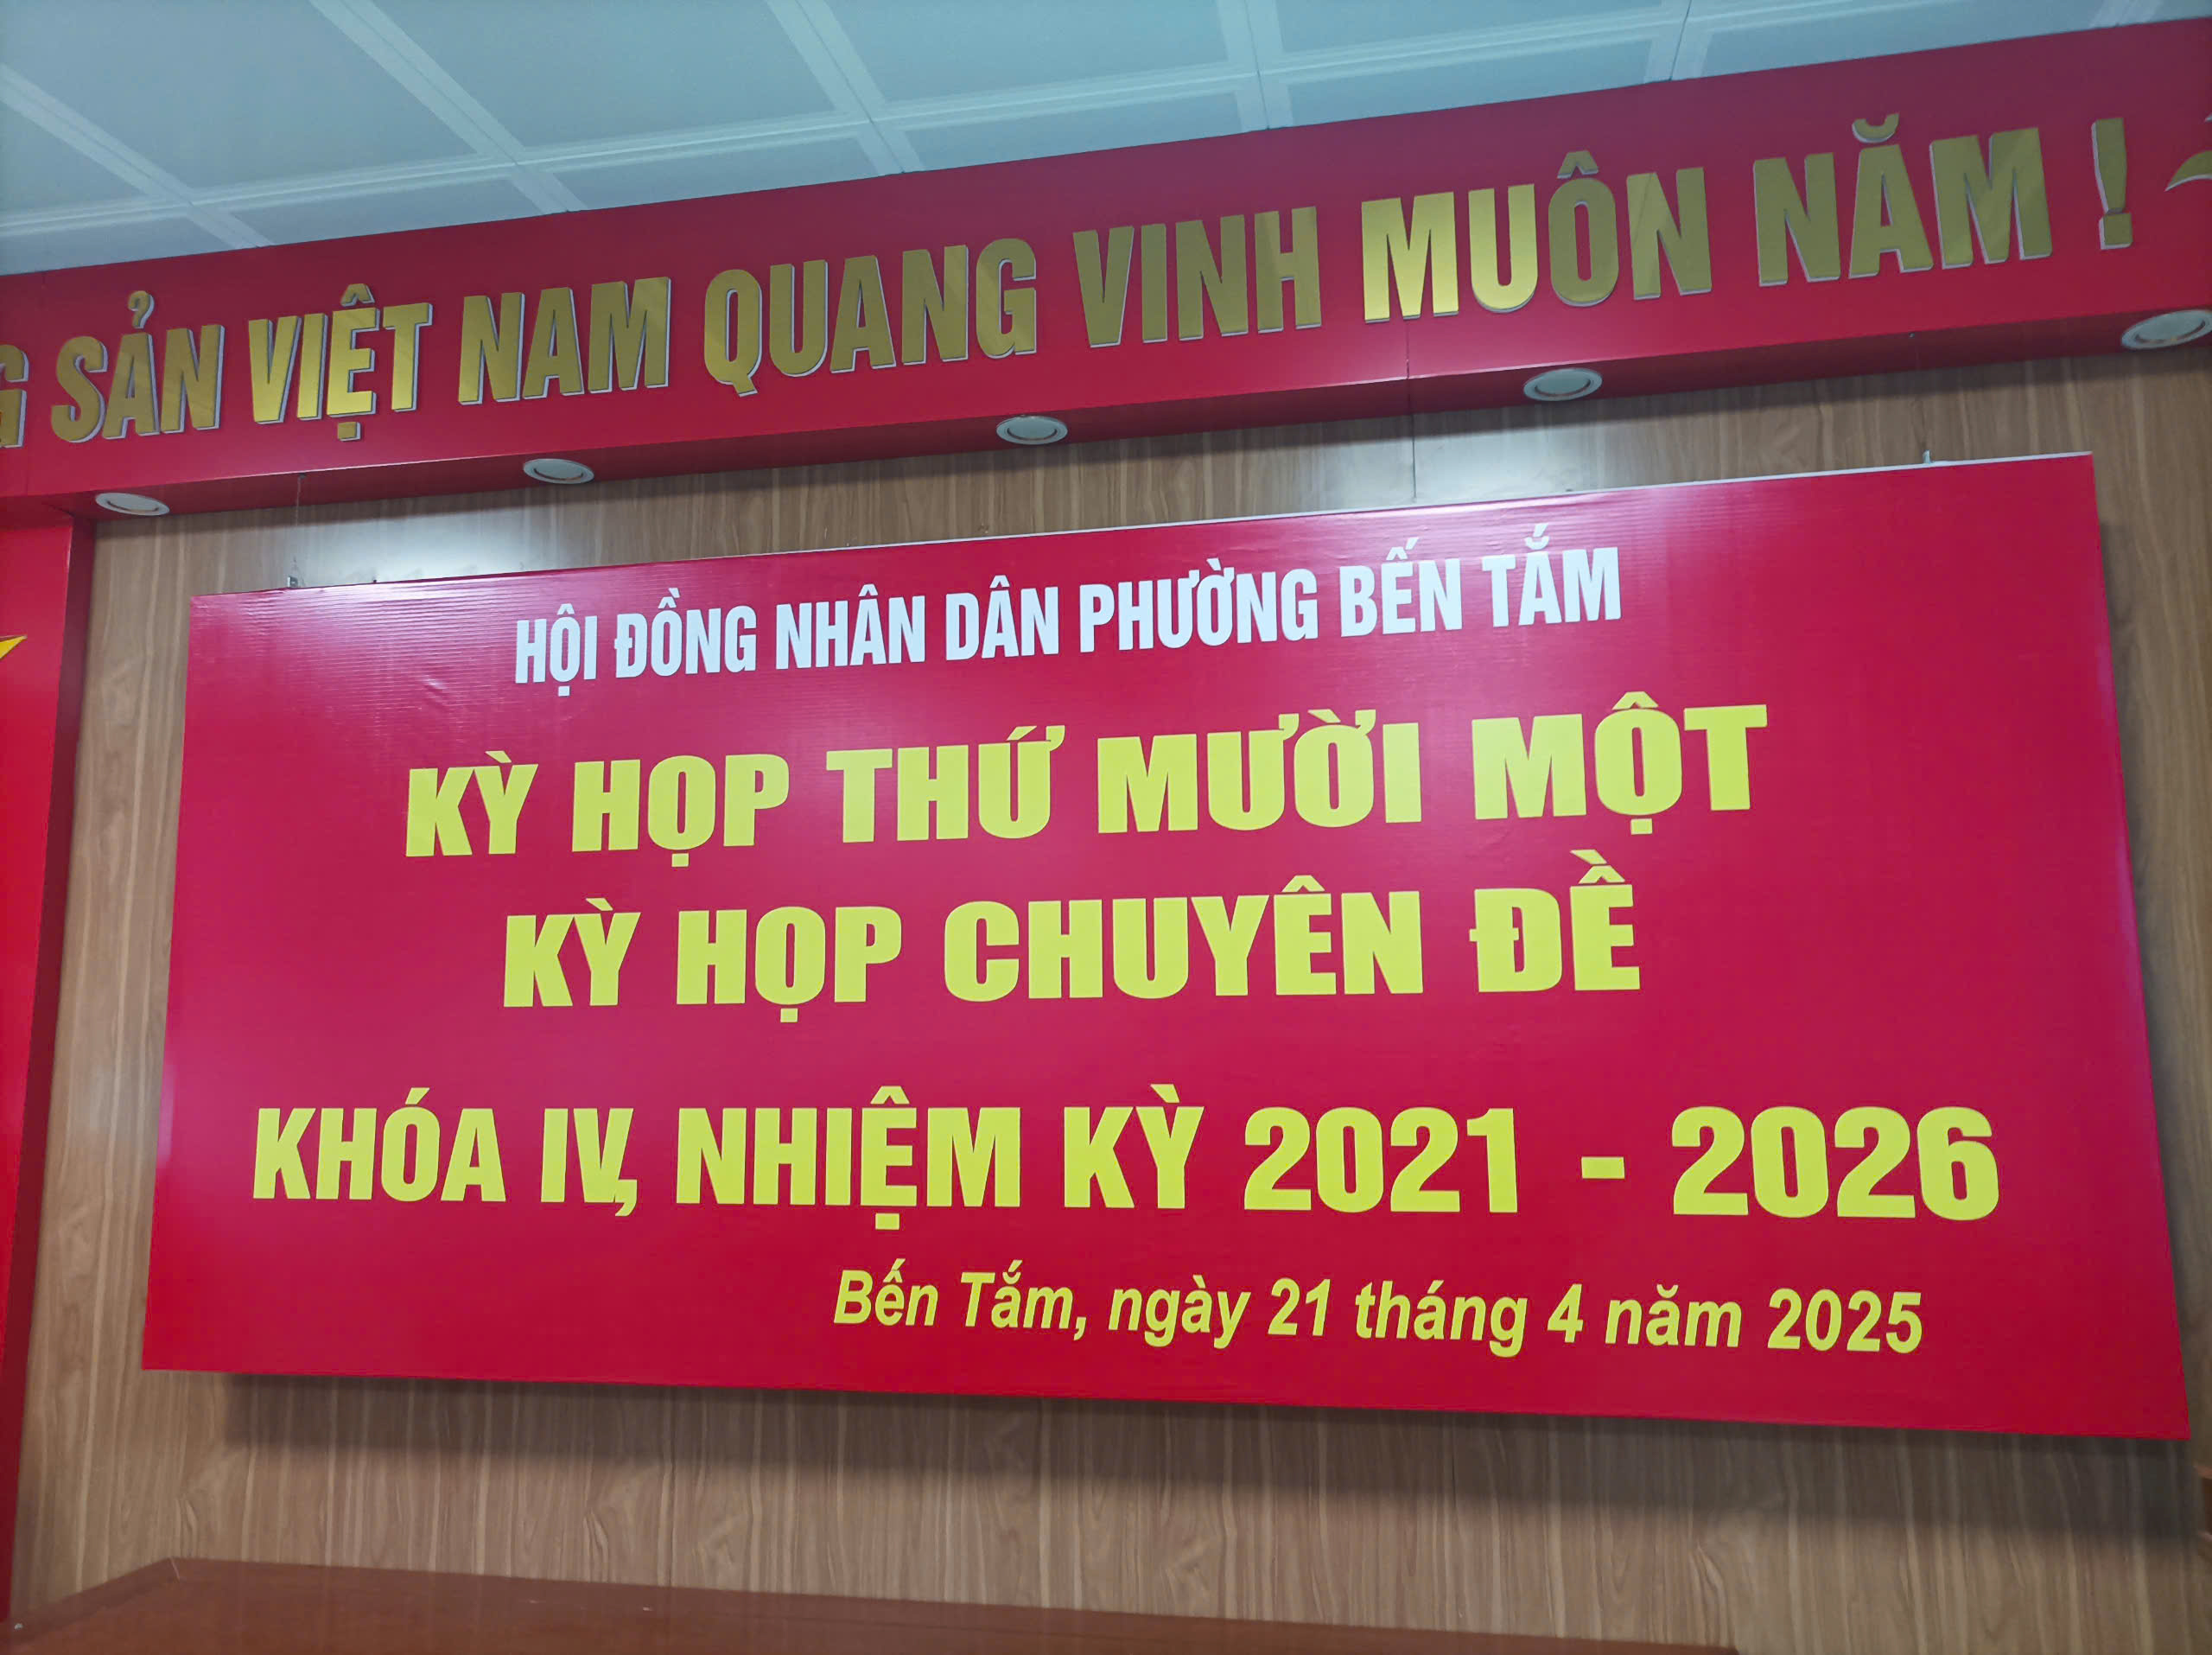 SẢN VIỆT NAM QUANG VINH MUÔN NĂM !
HỘI ĐỒNG NHÂN DÂN PHƯỜNG BẾN TẮM
KỲ HỌP THỨ MƯỜI MỘT
KỲ HỌP CHUYÊN ĐỀ
KHÓA IV, NHIỆM KỲ 2021 - 2026
Bến Tắm, ngày 21 tháng 4 năm 2025